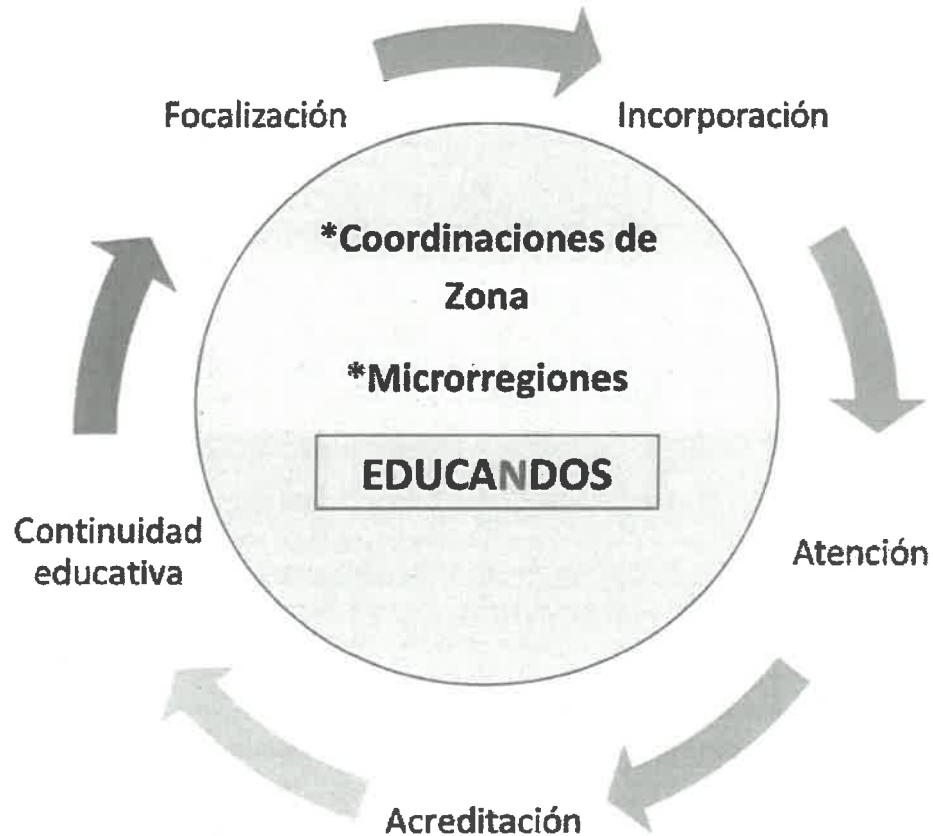 Focalización
Incorporación
*Coordinaciones de
Zona
*Microrregiones
EDUCANDOS
Continuidad
educativa
Atención
Acreditación